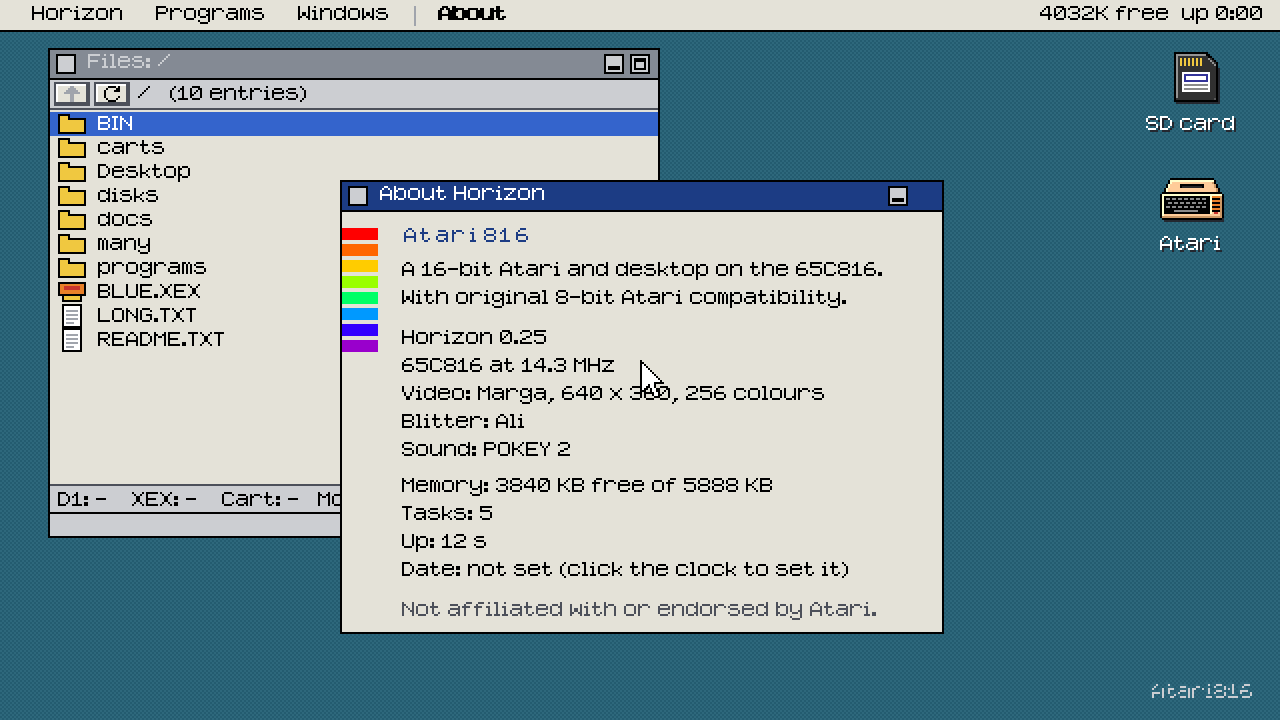 Horizon Programs Windows | About 4032K free up 0:00
Files: /
/ (10 entries)
BIN
carts
Desktop
disks
docs
many
programs
BLUE.XEX
LONG.TXT
README.TXT
D1: - XEX: - Cart: -
About Horizon
Atari816
A 16-bit Atari and desktop on the 65C816.
With original 8-bit Atari compatibility.
Horizon 0.25
65C816 at 14.3 MHz
Video: Marga, 640 x 360, 256 colours
Blitter: Ali
Sound: POKEY 2
Memory: 3840 KB free of 5888 KB
Tasks: 5
Up: 12 s
Date: not set (click the clock to set it)
Not affiliated with or endorsed by Atari.
SD card
Atari
Atari816